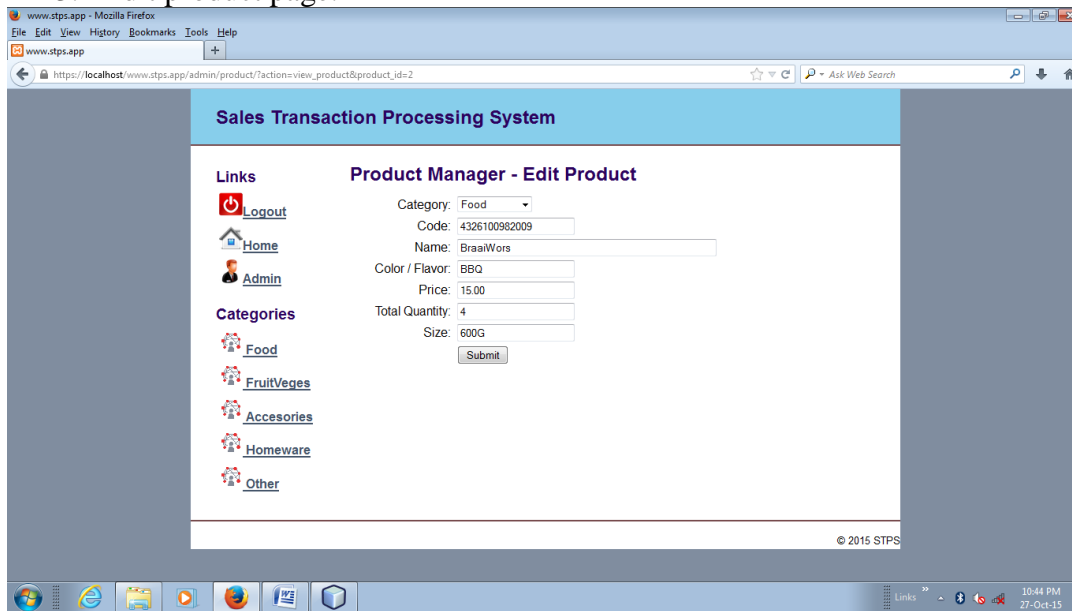 www.stps.app - Mozilla Firefox
File Edit View History Bookmarks Tools Help
www.stps.app +
https://localhost/www.stps.app/admin/product/?action=view_product&product_id=2
Ask Web Search
Sales Transaction Processing System
Links
Logout
Home
Admin
Categories
Food
FruitVeges
Accesories
Homeware
Other
Product Manager - Edit Product
Category: Food
Code: 4326100982009
Name: BraaiWors
Color / Flavor: BBQ
Price: 15.00
Total Quantity: 4
Size: 600G
Submit
© 2015 STPS
Links
10:44 PM
27-Oct-15